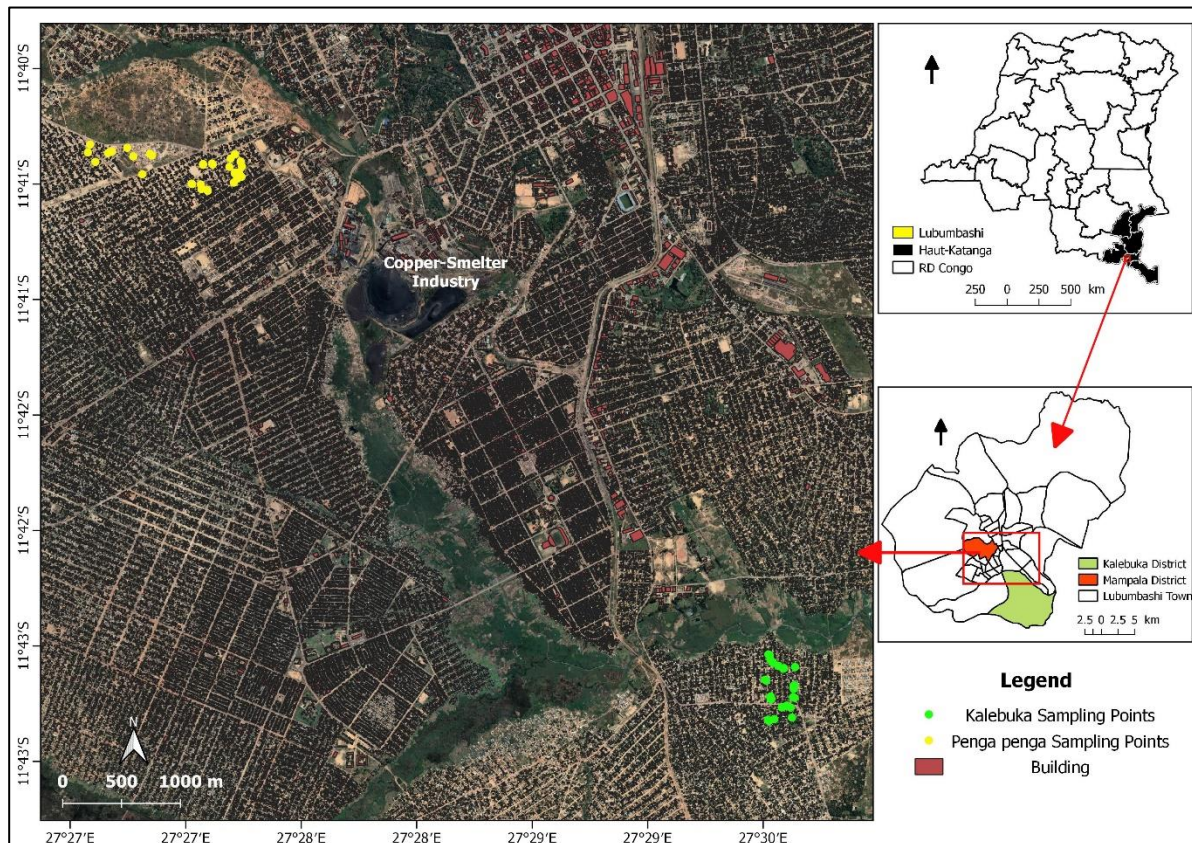 11°40'S
11°41'S
11°41'S
11°42'S
11°42'S
11°43'S
11°43'S
Copper-Smelter
Industry
N
0 500 1000 m
27°27'E 27°27'E 27°28'E 27°28'E 27°29'E 27°29'E 27°30'E
Lubumbashi
Haut-Katanga
RD Congo
250 0 250 500 km
Kalebuka District
Mampala District
Lubumbashi Town
2.5 0 2.5 5 km
Legend
Kalebuka Sampling Points
Penga penga Sampling Points
Building